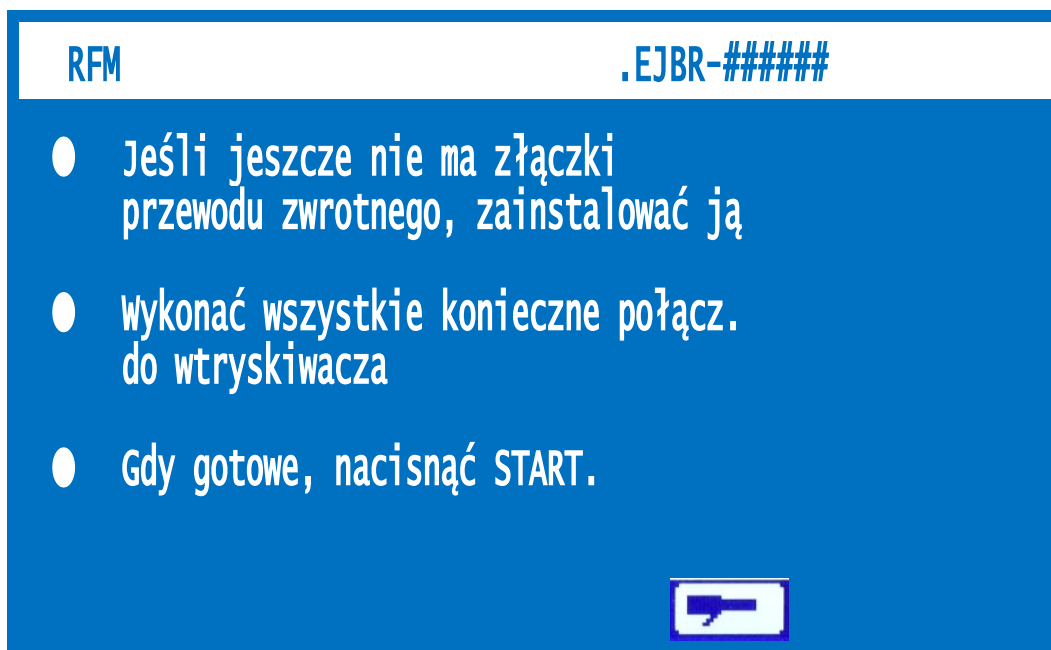 RFM .EJBR-######
● Jeśli jeszcze nie ma złączki
przewodu zwrotnego, zainstalować ją
● Wykonać wszystkie konieczne połącz.
do wtryskiwacza
● Gdy gotowe, nacisnąć START.